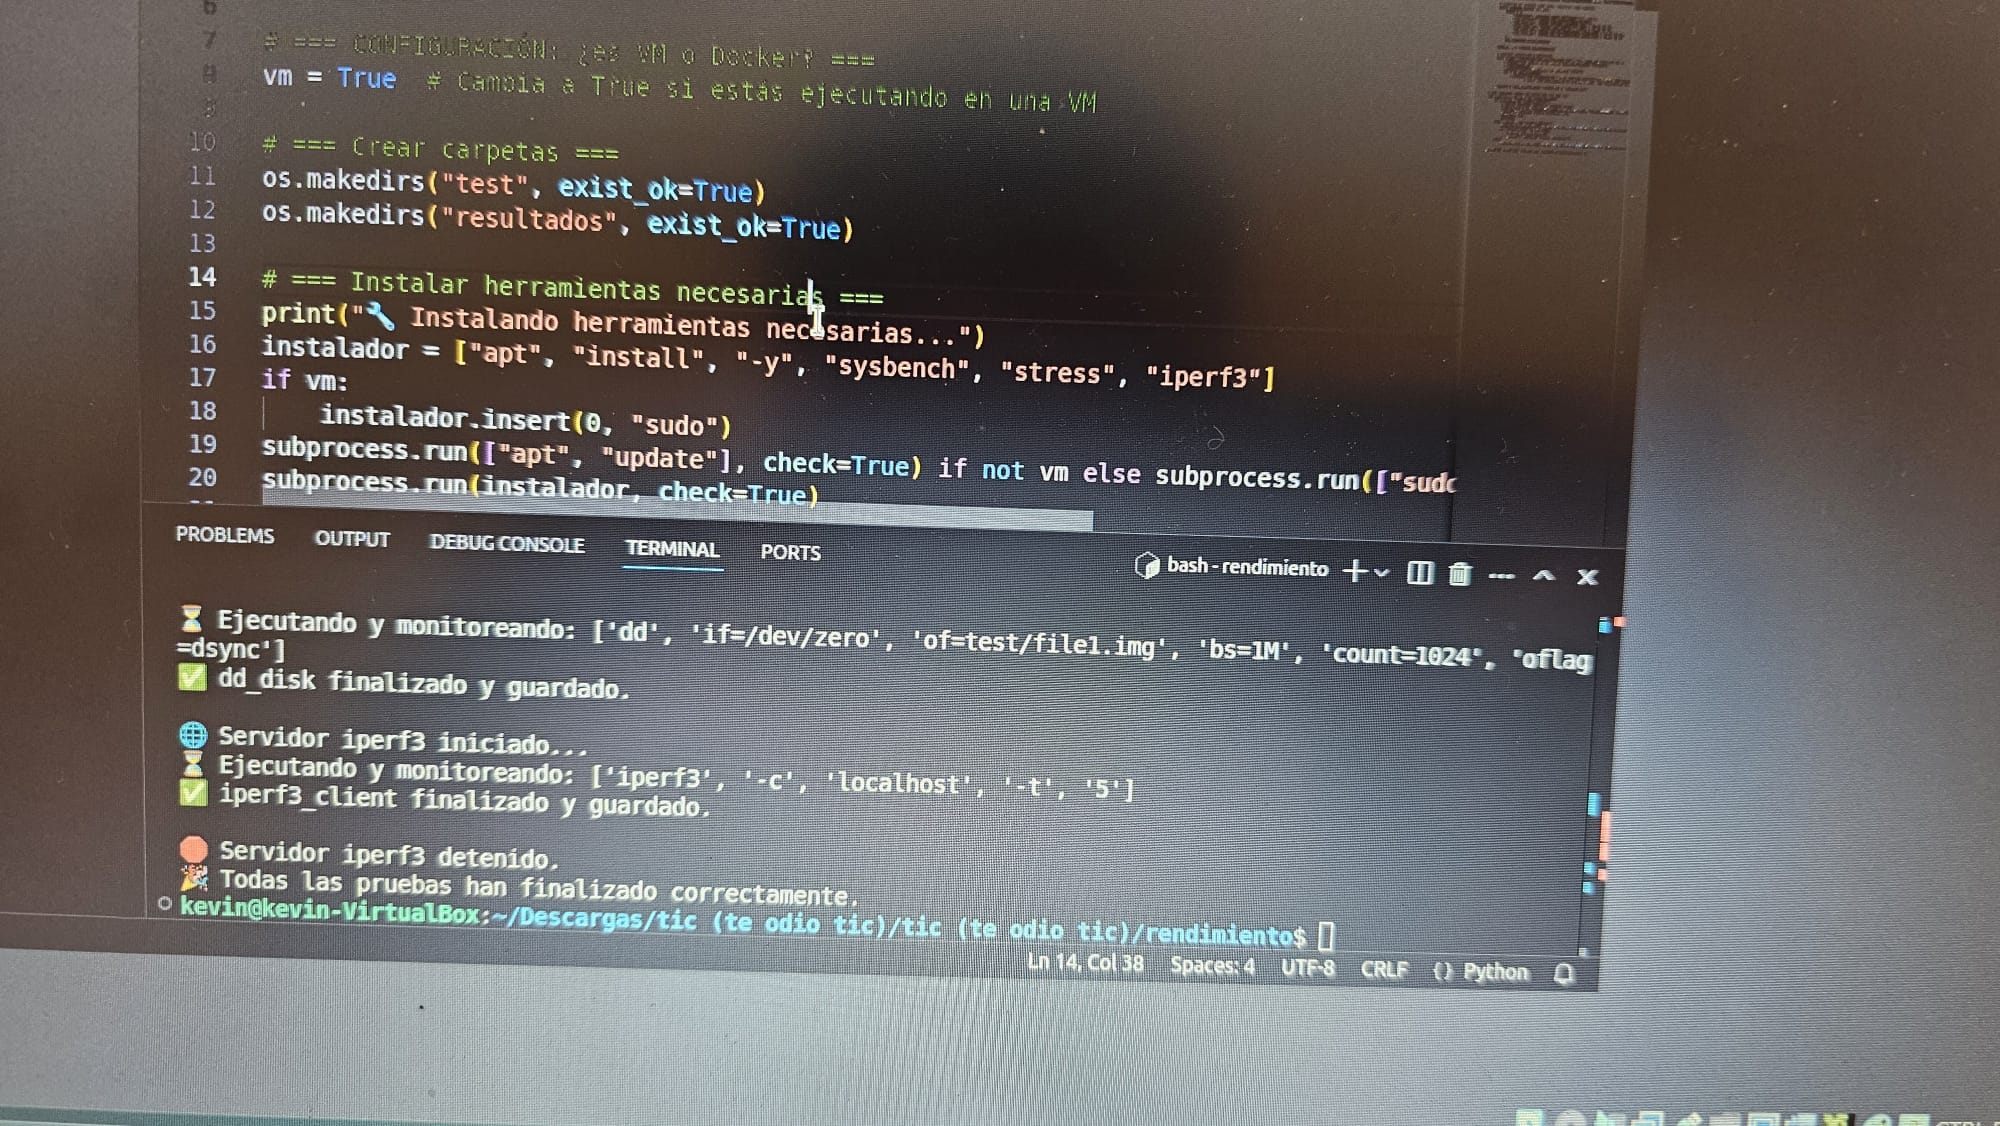 6
7 # === CONFIGURACIÓN: ¿es VM o Docker? ===
8 vm = True # Cambia a True si estás ejecutando en una VM
9
10 # === Crear carpetas ===
11 os.makedirs("test", exist_ok=True)
12 os.makedirs("resultados", exist_ok=True)
13
14 # === Instalar herramientas necesarias ===
15 print("🔧 Instalando herramientas necesarias...")
16 instalador = ["apt", "install", "-y", "sysbench", "stress", "iperf3"]
17 if vm:
18 instalador.insert(0, "sudo")
19 subprocess.run(["apt", "update"], check=True) if not vm else subprocess.run(["sudo
20 subprocess.run(instalador, check=True)
PROBLEMS OUTPUT DEBUG CONSOLE TERMINAL PORTS bash - rendimiento
⏳ Ejecutando y monitoreando: ['dd', 'if=/dev/zero', 'of=test/file1.img', 'bs=1M', 'count=1024', 'oflag
=dsync']
✅ dd_disk finalizado y guardado.
🌐 Servidor iperf3 iniciado...
⏳ Ejecutando y monitoreando: ['iperf3', '-c', 'localhost', '-t', '5']
✅ iperf3_client finalizado y guardado.
🛑 Servidor iperf3 detenido.
🎉 Todas las pruebas han finalizado correctamente.
kevin@kevin-VirtualBox:~/Descargas/tic (te odio tic)/tic (te odio tic)/rendimiento$
Ln 14, Col 38 Spaces: 4 UTF-8 CRLF {} Python